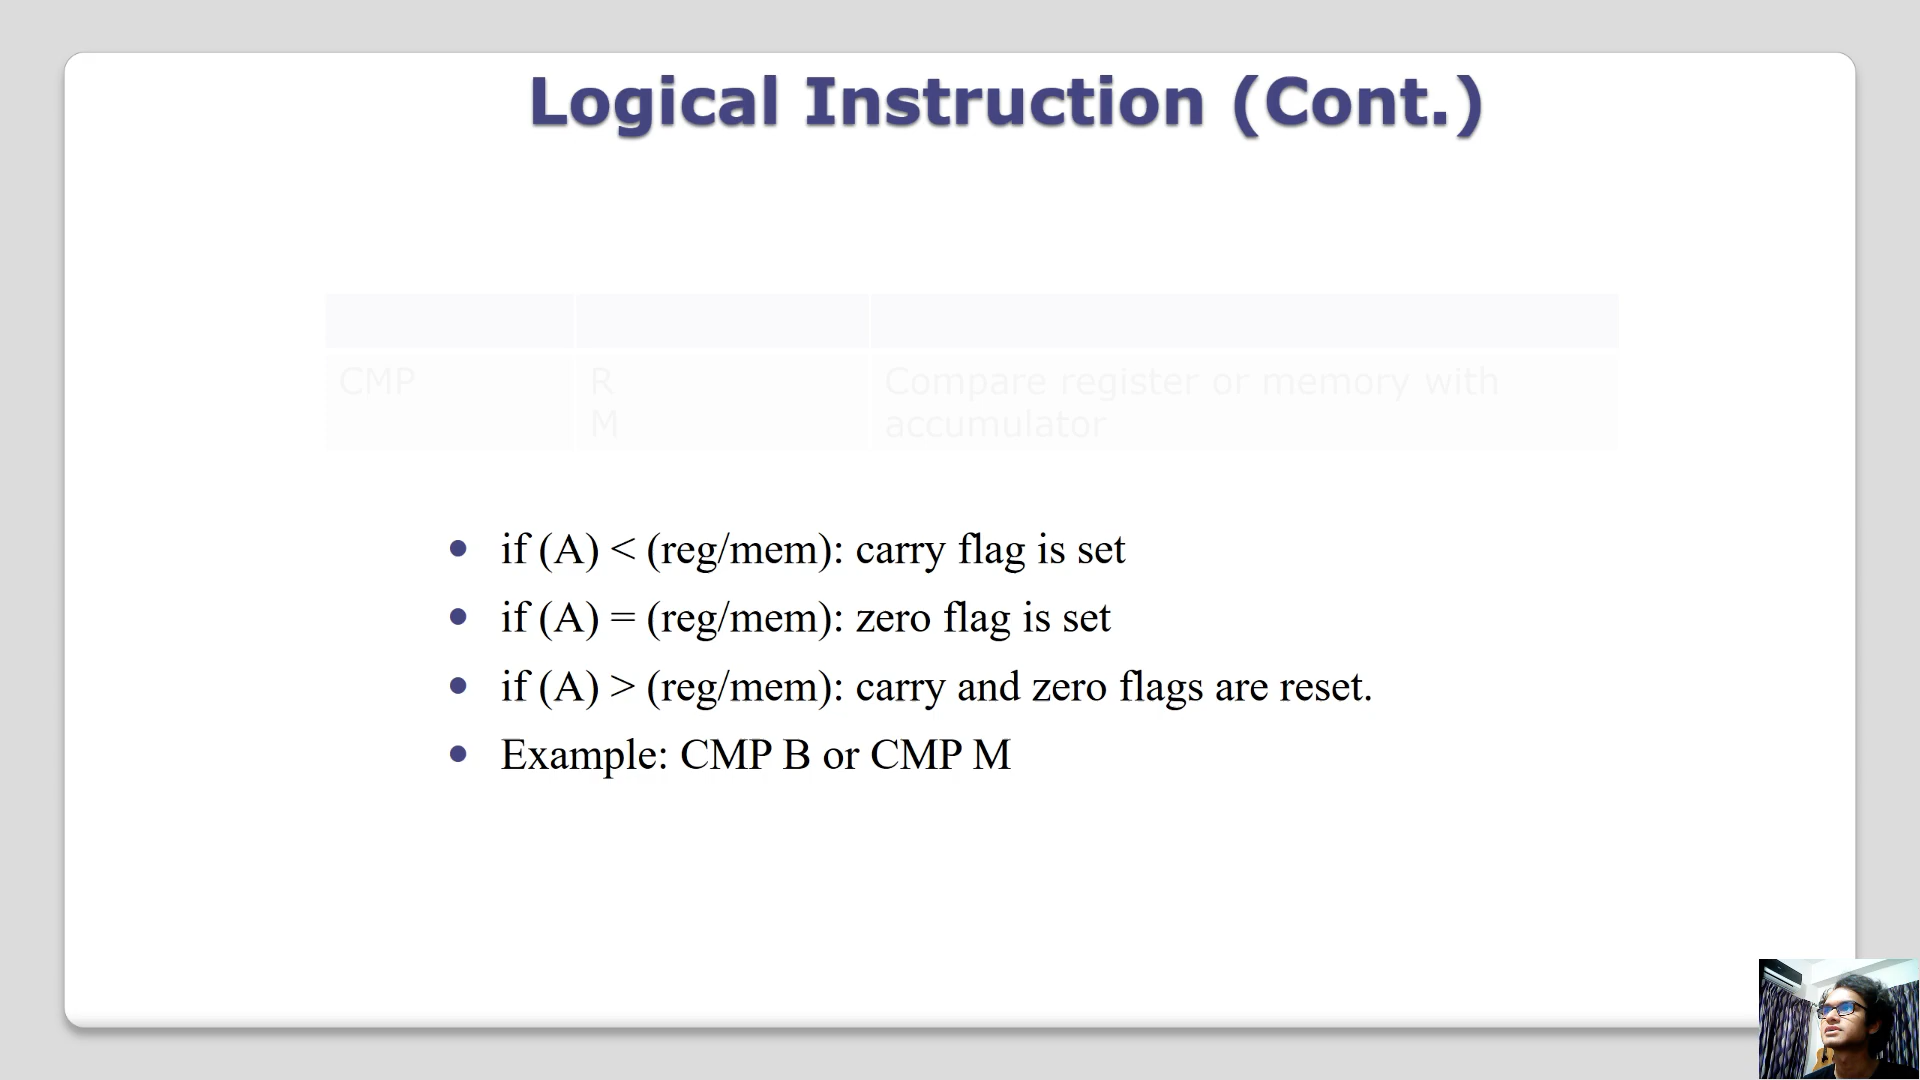 Logical Instruction (Cont.)
CMP R Compare register or memory with
M accumulator
• if (A) < (reg/mem): carry flag is set
• if (A) = (reg/mem): zero flag is set
• if (A) > (reg/mem): carry and zero flags are reset.
• Example: CMP B or CMP M